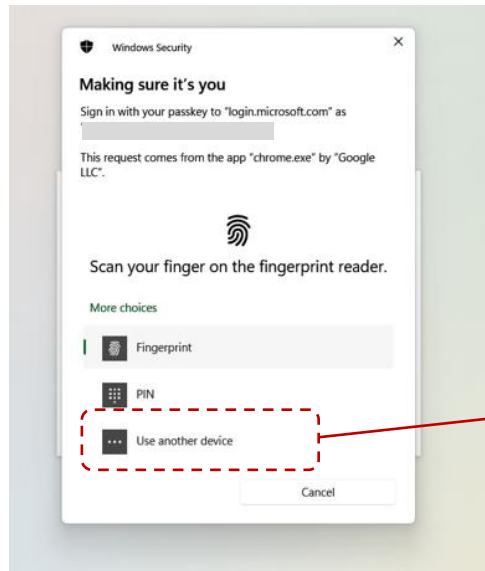 Windows Security
Making sure it's you
Sign in with your passkey to "login.microsoft.com" as
This request comes from the app "chrome.exe" by "Google
LLC".
Scan your finger on the fingerprint reader.
More choices
Fingerprint
PIN
Use another device
Cancel